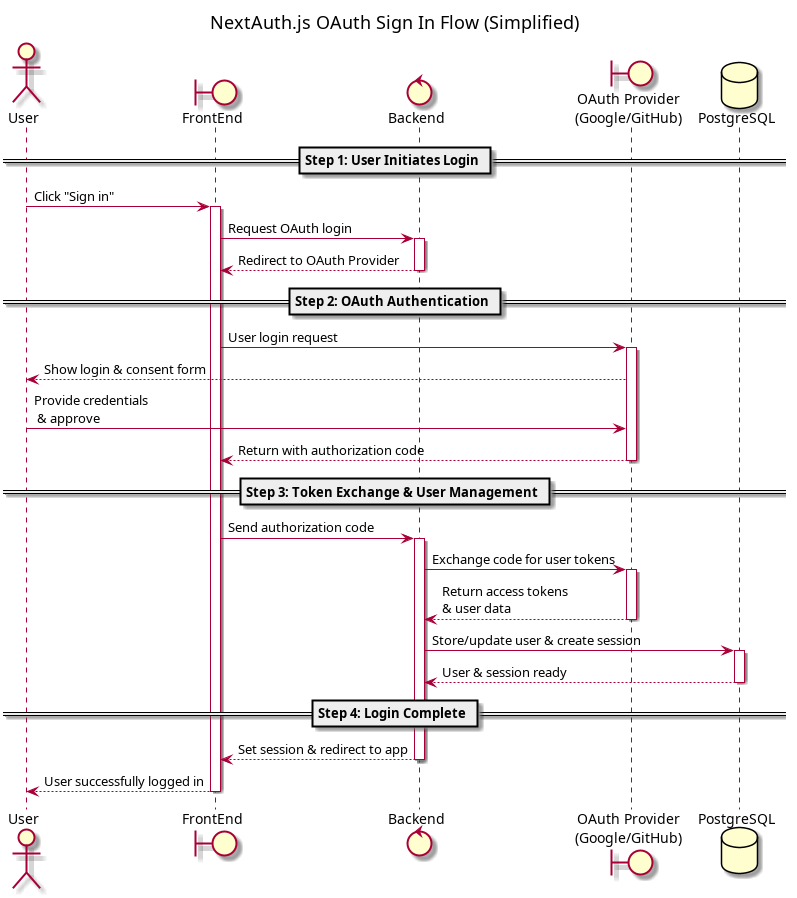 NextAuth.js OAuth Sign In Flow (Simplified)
User
FrontEnd
Backend
OAuth Provider
(Google/GitHub)
PostgreSQL
Step 1: User Initiates Login
Click "Sign in"
Request OAuth login
Redirect to OAuth Provider
Step 2: OAuth Authentication
User login request
Show login & consent form
Provide credentials
& approve
Return with authorization code
Step 3: Token Exchange & User Management
Send authorization code
Exchange code for user tokens
Return access tokens
& user data
Store/update user & create session
User & session ready
Step 4: Login Complete
Set session & redirect to app
User successfully logged in
User
FrontEnd
Backend
OAuth Provider
(Google/GitHub)
PostgreSQL